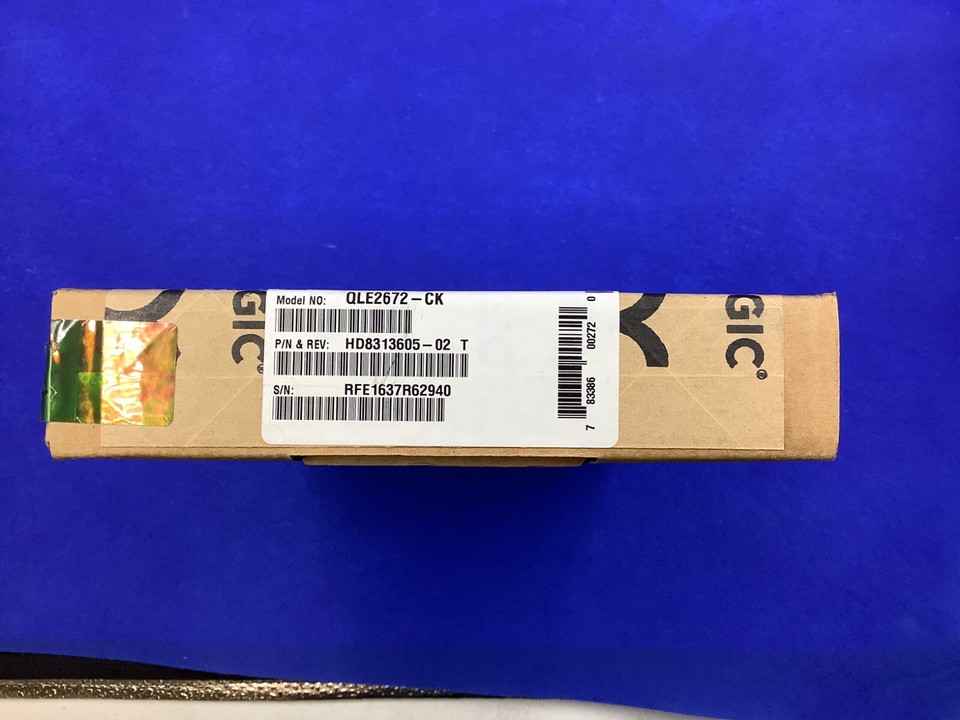 Model NO: QLE2672-CK
P/N & REV: HD8313605-02 T
S/N: RFE1637R62940
7 83386 00272 0
GIC
GIC®